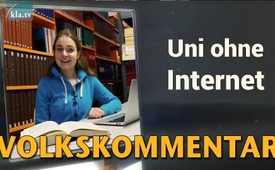 kla.tv
Uni ohne
Internet
VOLKSKOMMENTAR